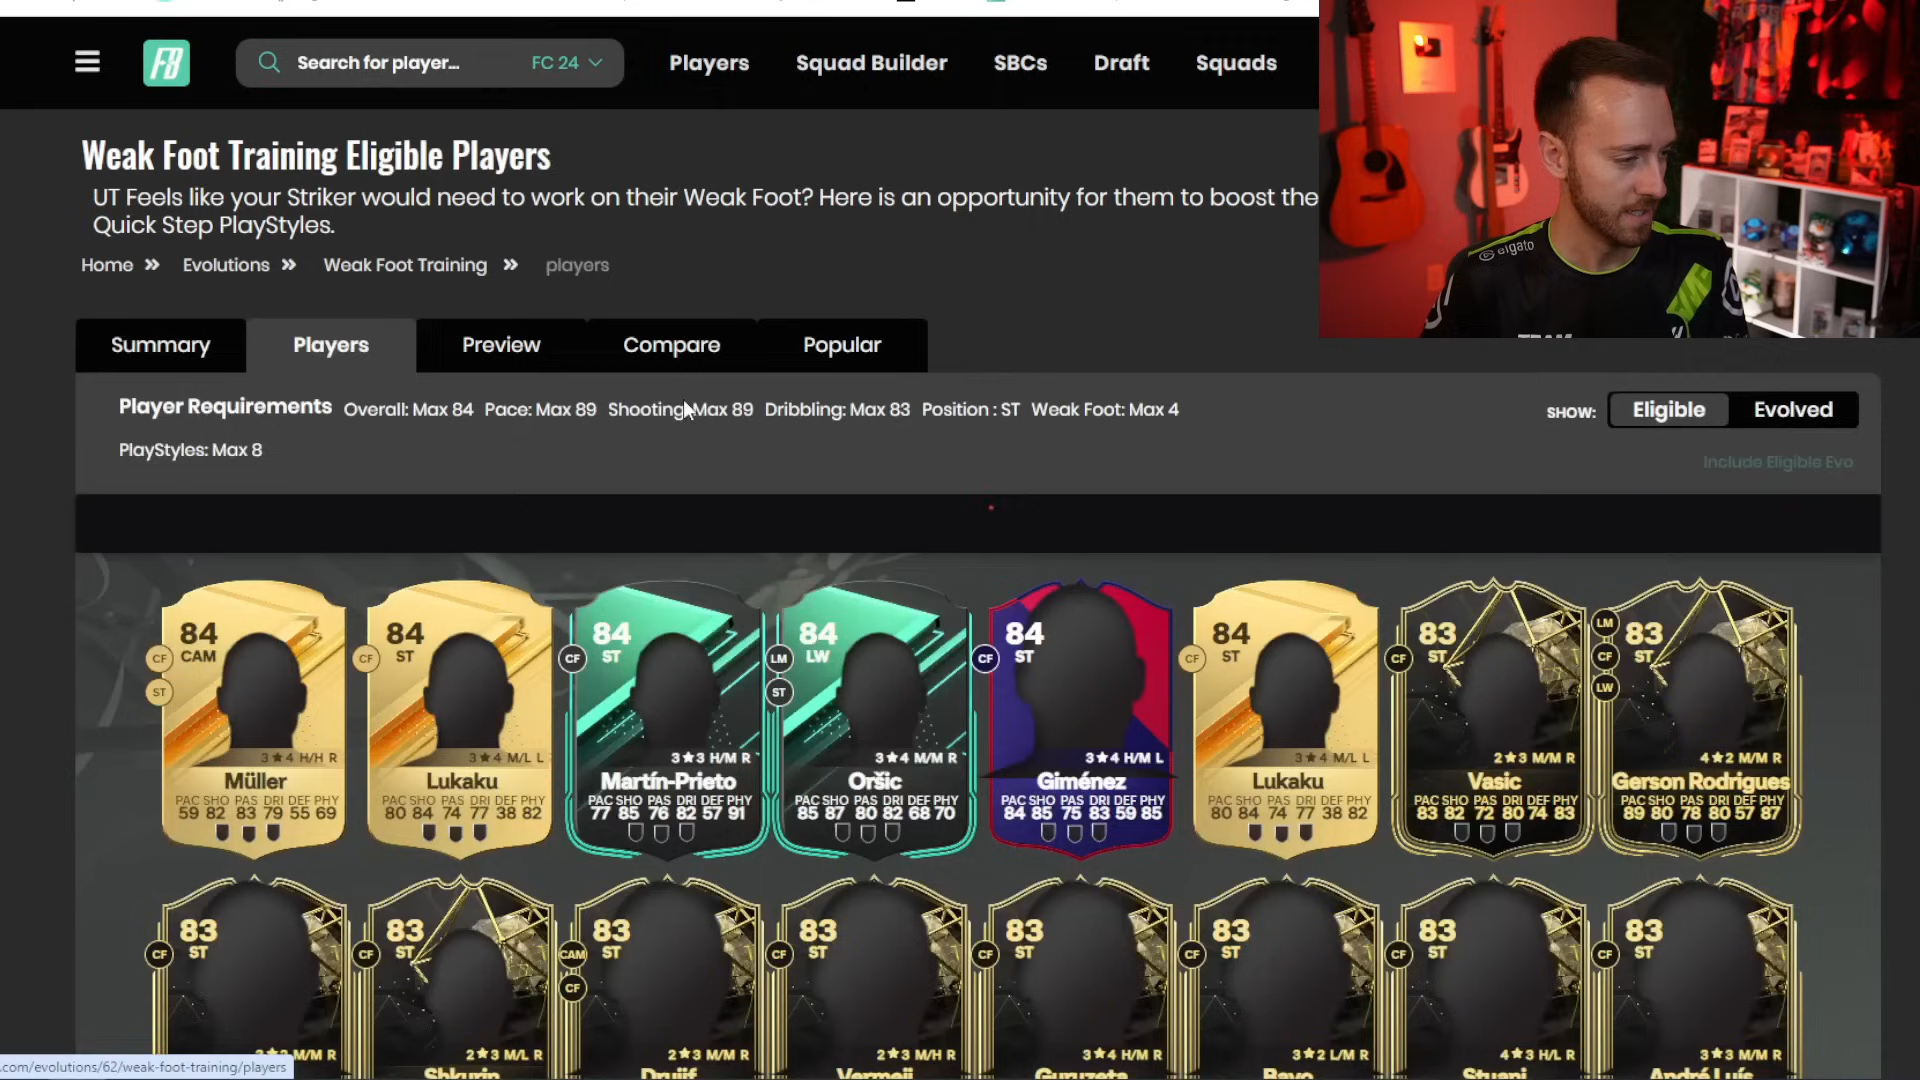 FB
Search for player...
FC 24
Players
Squad Builder
SBCs
Draft
Squads
Weak Foot Training Eligible Players
UT Feels like your Striker would need to work on their Weak Foot? Here is an opportunity for them to boost the
Quick Step PlayStyles.
Home » Evolutions » Weak Foot Training » players
Summary
Players
Preview
Compare
Popular
Player Requirements Overall: Max 84 Pace: Max 89 Shooting: Max 89 Dribbling: Max 83 Position : ST Weak Foot: Max 4
PlayStyles: Max 8
SHOW:
Eligible
Evolved
Include Eligible Evo
elgato
84
CAM
CF
ST
3★4 H/H R
Müller
PAC SHO PAS DRI DEF PHY
59 82 83 79 55 69
84
ST
CF
3★4 M/L L
Lukaku
PAC SHO PAS DRI DEF PHY
80 84 74 77 38 82
84
ST
CF
3★3 H/M R
Martín-Prieto
PAC SHO PAS DRI DEF PHY
77 85 76 82 57 91
84
LW
LM
ST
3★4 M/M R
Oršic
PAC SHO PAS DRI DEF PHY
85 87 80 82 68 70
84
ST
CF
3★4 H/M L
Giménez
PAC SHO PAS DRI DEF PHY
84 85 75 83 59 85
84
ST
CF
3★4 M/L L
Lukaku
PAC SHO PAS DRI DEF PHY
80 84 74 77 38 82
83
ST
CF
2★3 M/M R
Vasic
PAC SHO PAS DRI DEF PHY
83 82 72 80 74 83
83
ST
LM
CF
LW
4★2 M/M R
Gerson Rodrigues
PAC SHO PAS DRI DEF PHY
89 80 78 80 57 87
83
ST
CF
M/M R
83
ST
CF
2★3 M/L R
Shkurin
83
ST
CAM
CF
2★3 M/M R
Druijf
83
ST
CF
2★3 M/H R
Vermeij
83
ST
CF
3★4 H/M R
Guruzeta
83
ST
CF
3★2 L/M R
Bayo
83
ST
CF
4★3 H/L R
Stuani
83
ST
CF
3★3 M/M R
André Luís
.com/evolutions/62/weak-foot-training/players